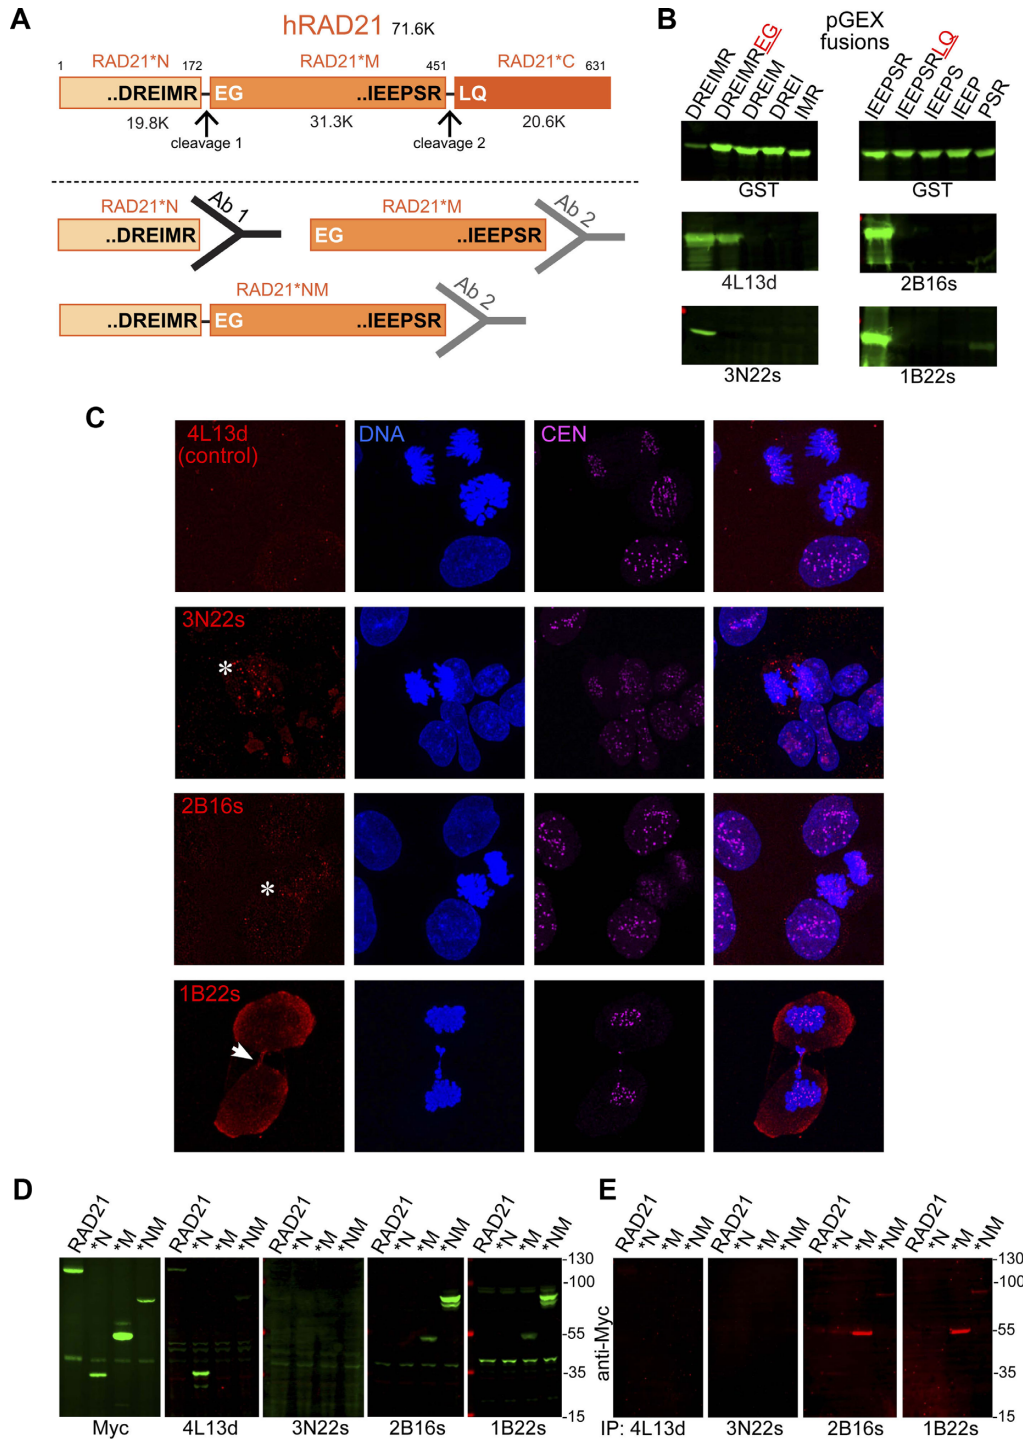 A
hRAD21 71.6K
1 RAD21*N 172 RAD21*M 451 RAD21*C 631
..DREIMR EG ..IEEPSR LQ
19.8K 31.3K 20.6K
cleavage 1 cleavage 2
RAD21*N Ab 1 RAD21*M Ab 2
..DREIMR EG ..IEEPSR
RAD21*NM Ab 2
..DREIMR EG ..IEEPSR
B
pGEX
fusions
DREIMR DREIMREG DREIM DREI IMR
IEEPSR IEEPSRLQ IEEPS IEEP PSR
GST GST
4L13d 2B16s
3N22s 1B22s
C
4L13d
(control)
DNA CEN
3N22s
*
2B16s
*
1B22s
D
RAD21 *N *M *NM RAD21 *N *M *NM RAD21 *N *M *NM RAD21 *N *M *NM RAD21 *N *M *NM
-130
-100
-55
-35
-15
Myc 4L13d 3N22s 2B16s 1B22s
E
RAD21 *N *M *NM RAD21 *N *M *NM RAD21 *N *M *NM RAD21 *N *M *NM
anti-Myc
-130
-100
-55
-35
-15
IP: 4L13d 3N22s 2B16s 1B22s